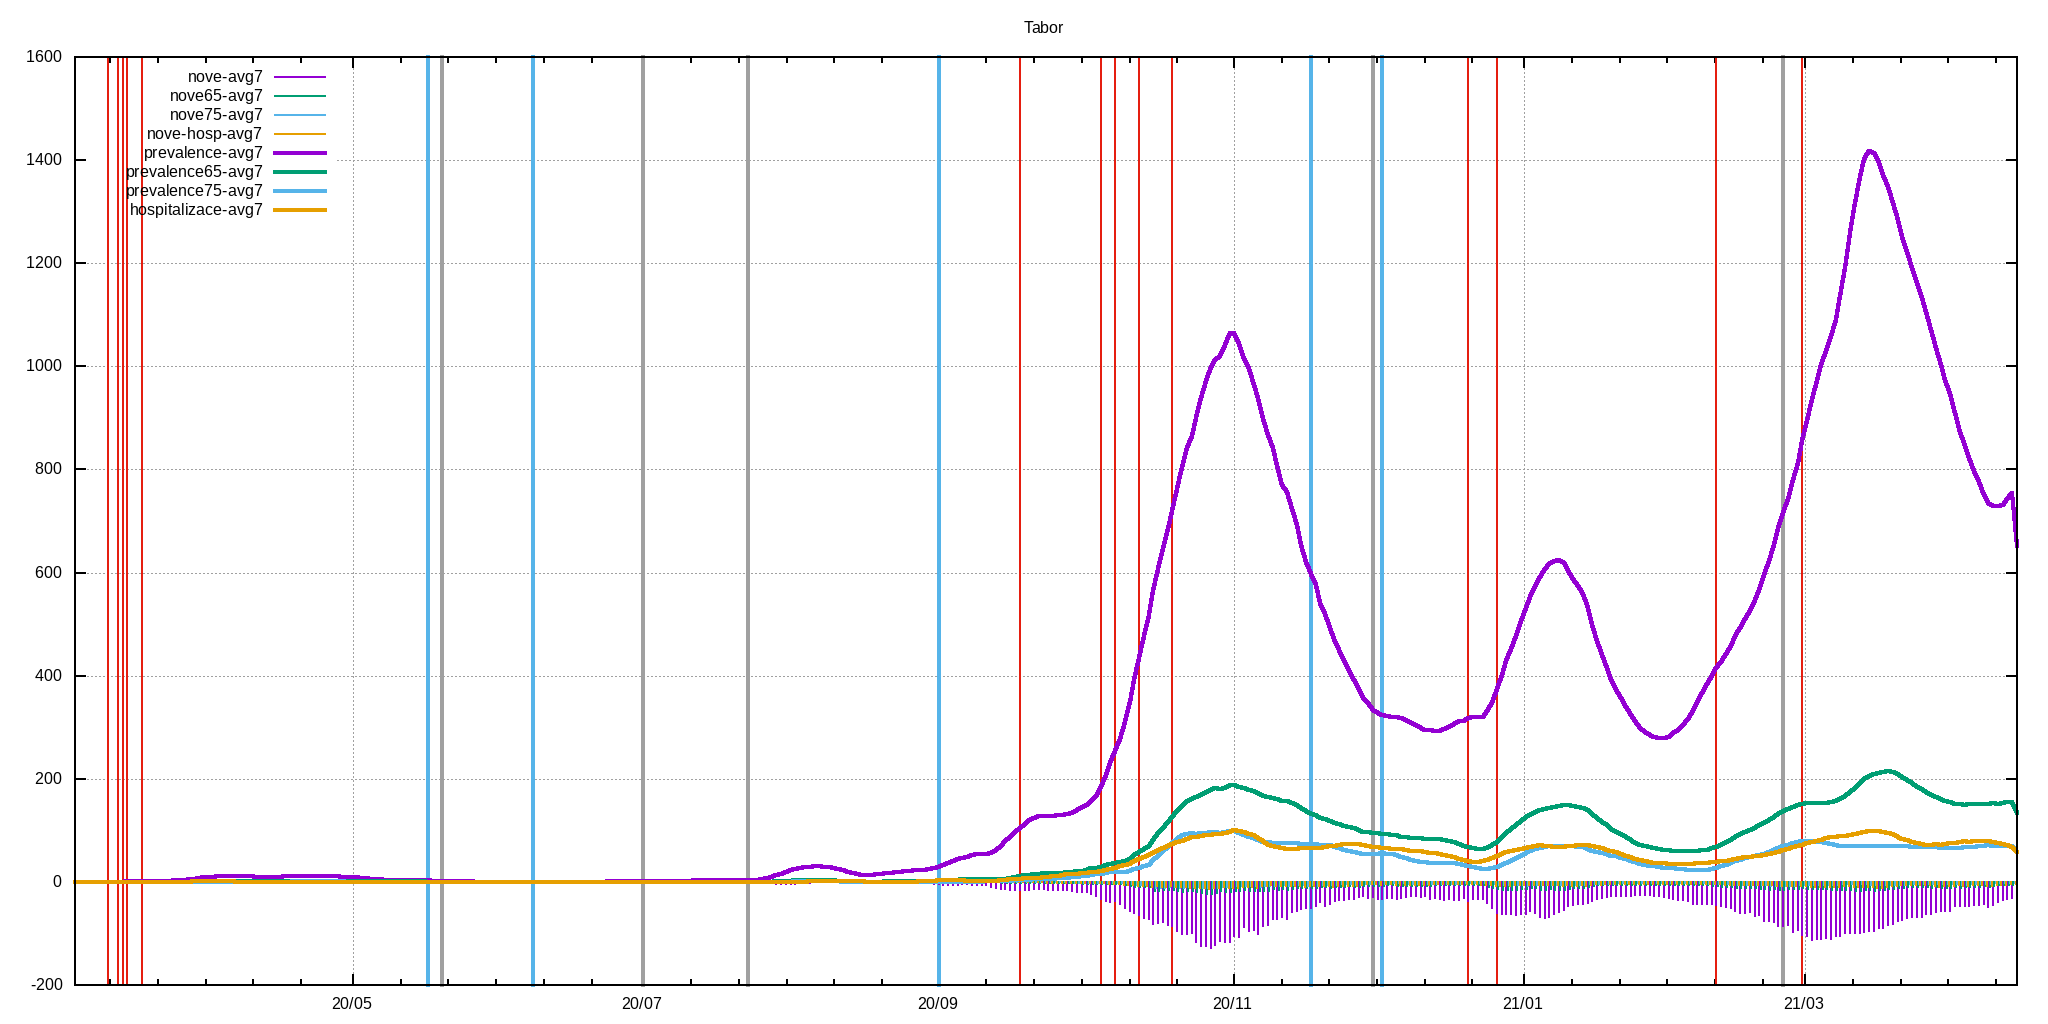 Tabor
nove-avg7
nove65-avg7
nove75-avg7
nove-hosp-avg7
prevalence-avg7
prevalence65-avg7
prevalence75-avg7
hospitalizace-avg7
1600
1400
1200
1000
800
600
400
200
0
-200
20/05 20/07 20/09 20/11 21/01 21/03